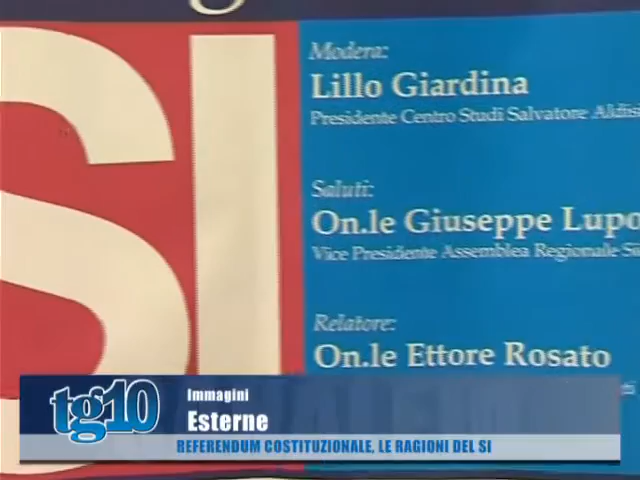 SI
Modera:
Lillo Giardina
Presidente Centro Studi Salvatore
Saluti:
On.le Giuseppe Lupo
Vice Presidente Assemblea Regionale
Relatore:
On.le Ettore Rosato
tg10
Immagini
Esterne
REFERENDUM COSTITUZIONALE, LE RAGIONI DEL SI